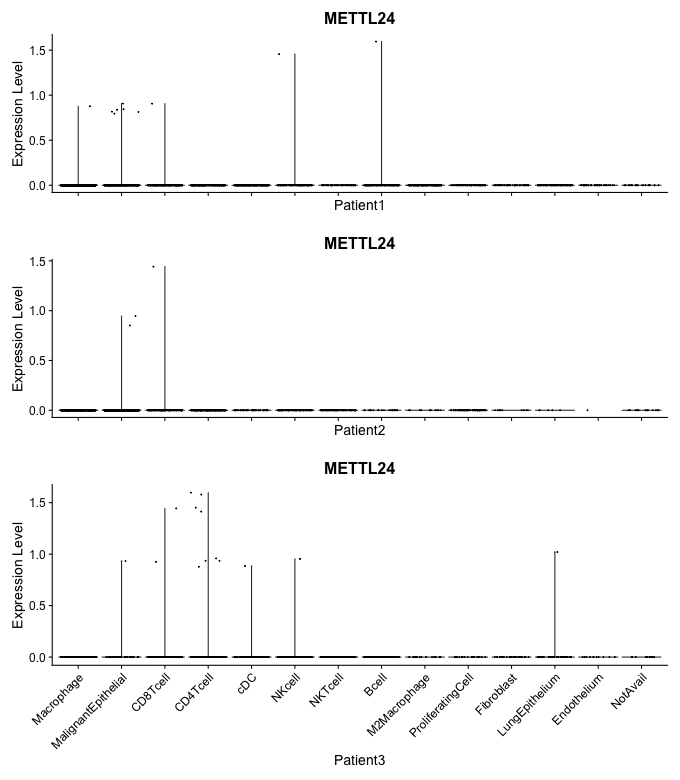 METTL24
Expression Level
1.5
1.0
0.5
0.0
Patient1
METTL24
Expression Level
1.5
1.0
0.5
0.0
Patient2
METTL24
Expression Level
1.5
1.0
0.5
0.0
Macrophage
MalignantEpithelial
CD8Tcell
CD4Tcell
cDC
NKcell
NKTcell
Bcell
M2Macrophage
ProliferatingCell
Fibroblast
LungEpithelium
Endothelium
NotAvail
Patient3